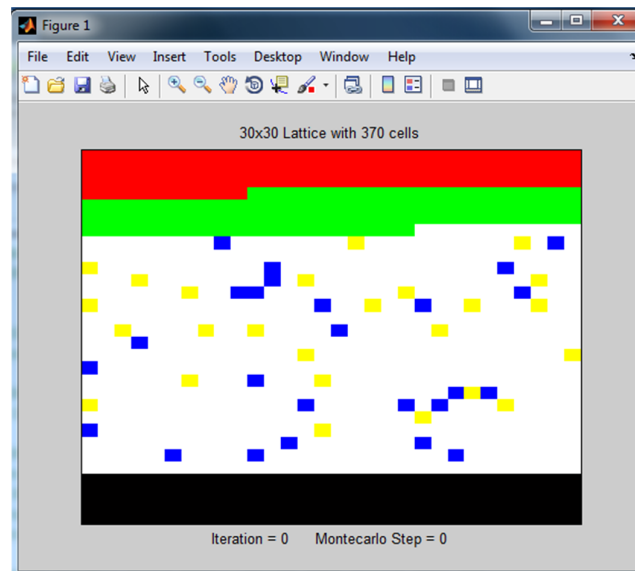 Figure 1
File Edit View Insert Tools Desktop Window Help
30x30 Lattice with 370 cells
Iteration = 0 Montecarlo Step = 0